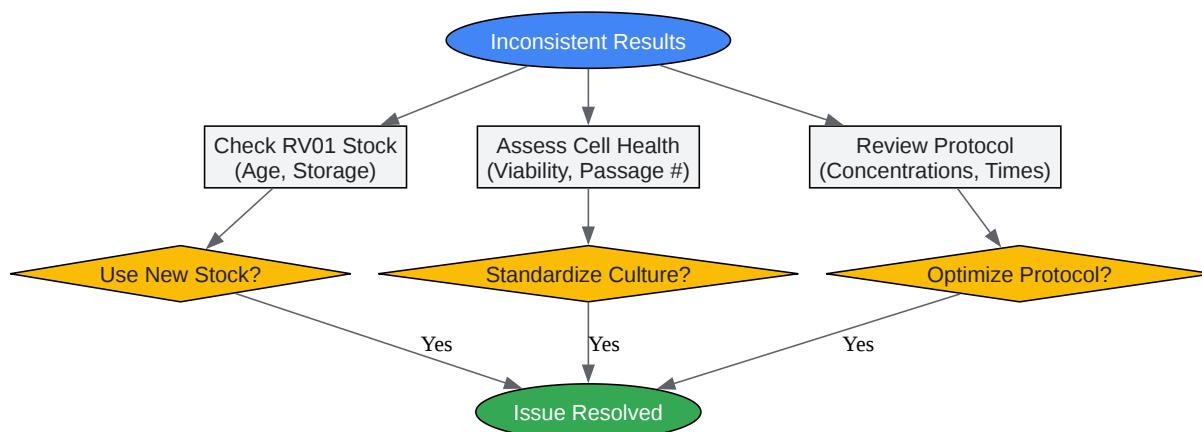 Inconsistent Results
Check RV01 Stock
(Age, Storage)
Assess Cell Health
(Viability, Passage #)
Review Protocol
(Concentrations, Times)
Use New Stock?
Standardize Culture?
Optimize Protocol?
Yes
Yes
Yes
Issue Resolved